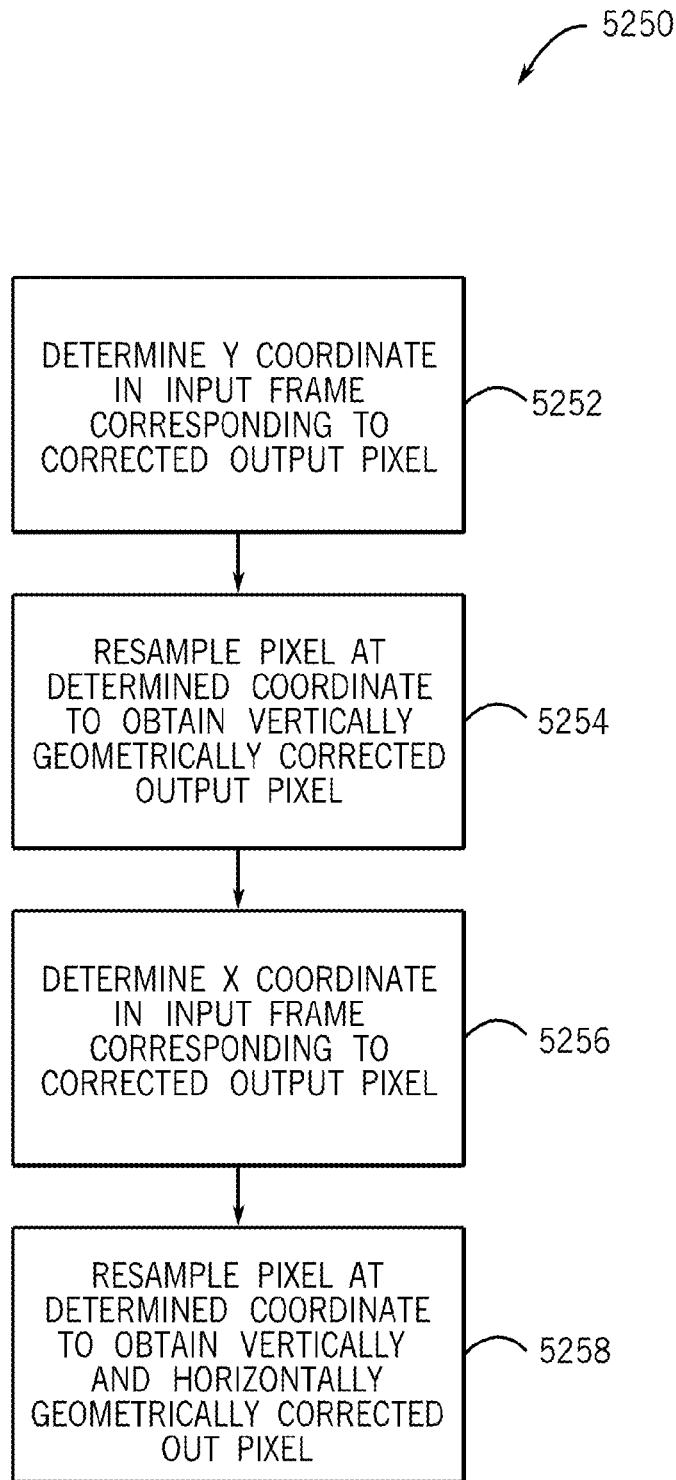 5250
DETERMINE Y COORDINATE
IN INPUT FRAME
CORRESPONDING TO
CORRECTED OUTPUT PIXEL
5252
RESAMPLE PIXEL AT
DETERMINED COORDINATE
TO OBTAIN VERTICALLY
GEOMETRICALLY CORRECTED
OUTPUT PIXEL
5254
DETERMINE X COORDINATE
IN INPUT FRAME
CORRESPONDING TO
CORRECTED OUTPUT PIXEL
5256
RESAMPLE PIXEL AT
DETERMINED COORDINATE
TO OBTAIN VERTICALLY
AND HORIZONTALLY
GEOMETRICALLY CORRECTED
OUT PIXEL
5258